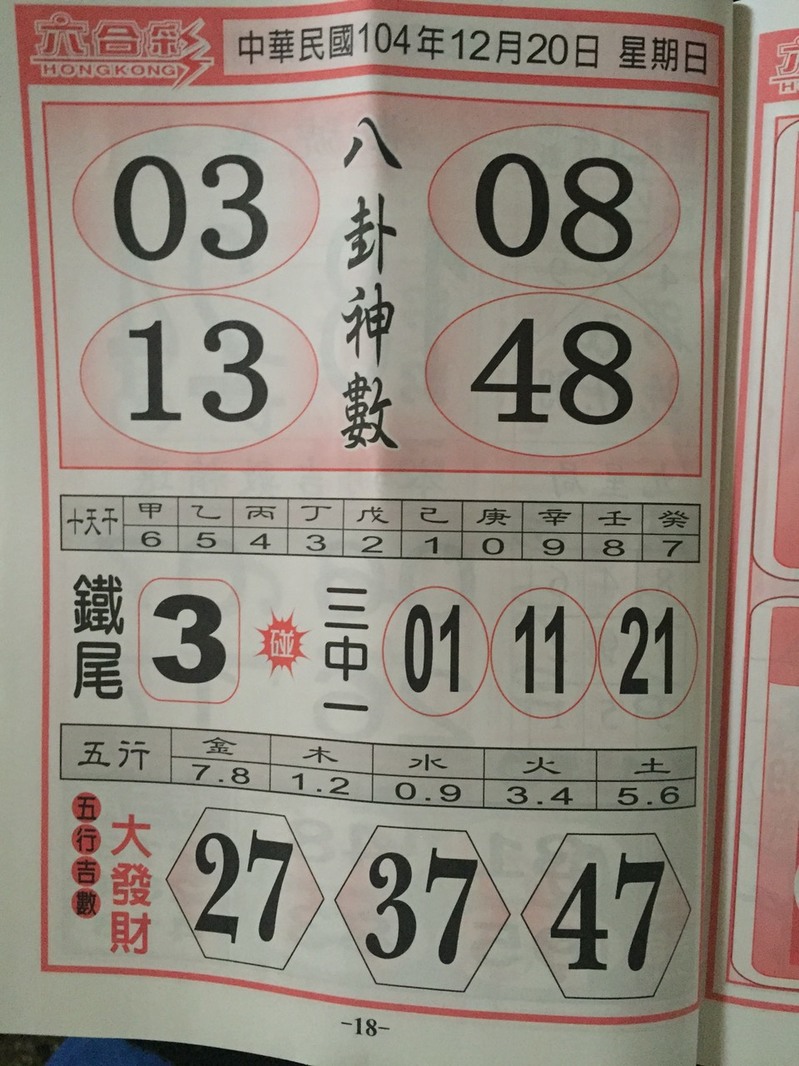 六合彩
HONGKONG
中華民國104年12月20日 星期日
03 08
八卦神數
13 48
十天干 甲 乙 丙 丁 戊 己 庚 辛 壬 癸
6 5 4 3 2 1 0 9 8 7
鐵尾 3 碰 三中一 01 11 21
五行 金 木 水 火 土
7.8 1.2 0.9 3.4 5.6
五行吉數 大發財 27 37 47
-18-